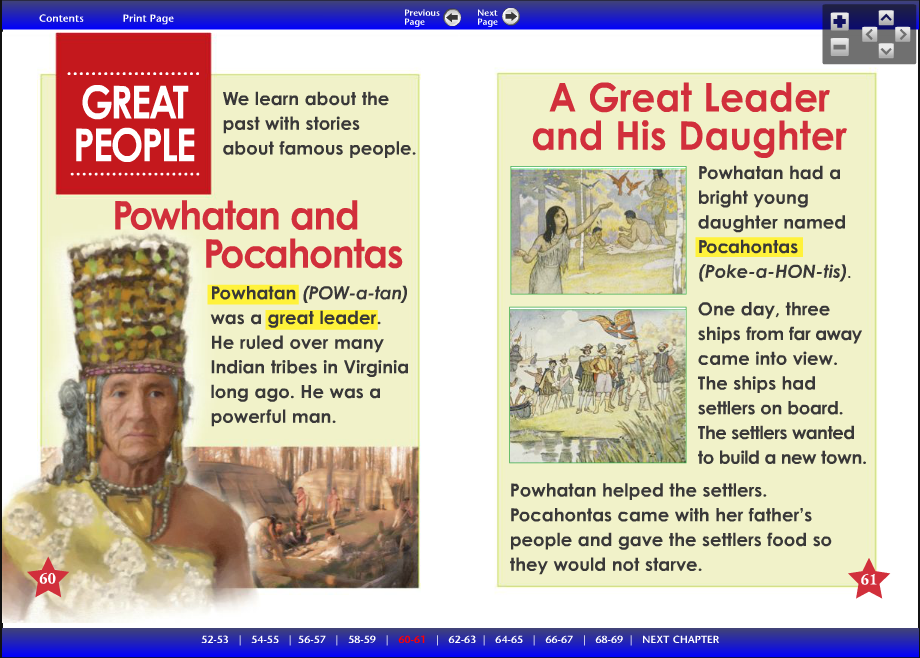 Contents
Print Page
Previous
Page
Next
Page
GREAT
PEOPLE
We learn about the
past with stories
about famous people.
Powhatan and
Pocahontas
Powhatan (POW-a-tan)
was a great leader.
He ruled over many
Indian tribes in Virginia
long ago. He was a
powerful man.
60
A Great Leader
and His Daughter
Powhatan had a
bright young
daughter named
Pocahontas
(Poke-a-HON-tis).
One day, three
ships from far away
came into view.
The ships had
settlers on board.
The settlers wanted
to build a new town.
Powhatan helped the settlers.
Pocahontas came with her father's
people and gave the settlers food so
they would not starve.
61
52-53 | 54-55 | 56-57 | 58-59 | 60-61 | 62-63 | 64-65 | 66-67 | 68-69 | NEXT CHAPTER